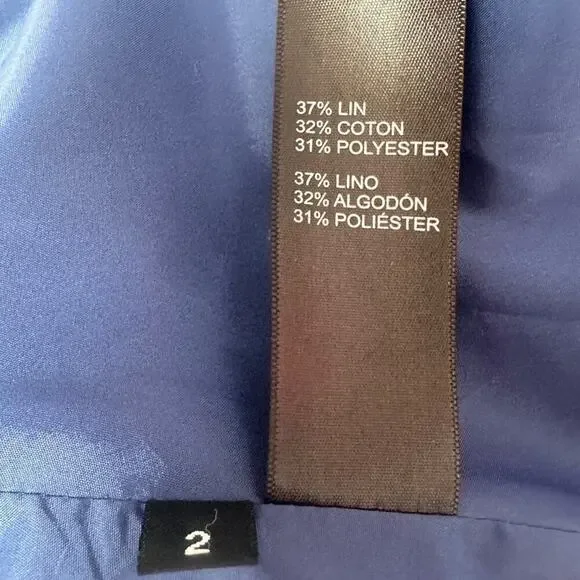 37% LIN
32% COTON
31% POLYESTER
37% LINO
32% ALGODÓN
31% POLIÉSTER
2